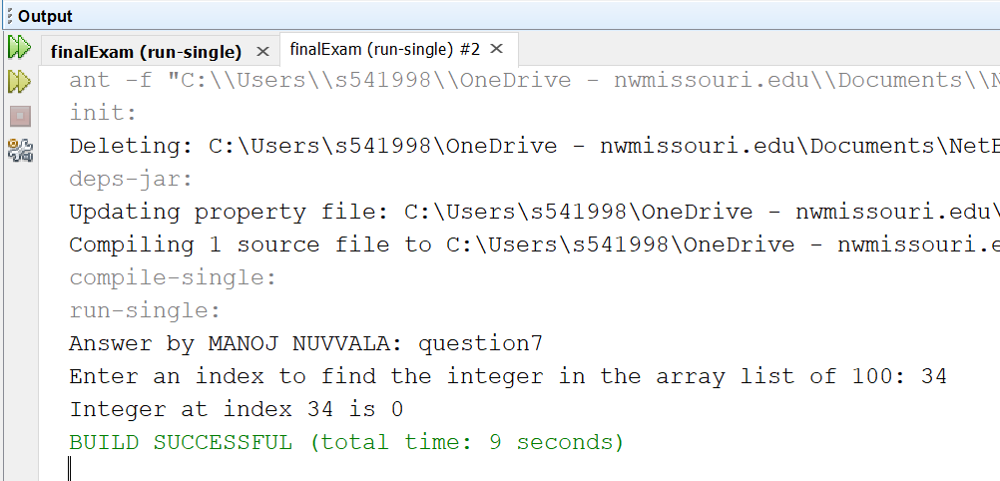 Output
finalExam (run-single) finalExam (run-single) #2
ant -f "C:\\Users\\s541998\\OneDrive - nwmissouri.edu\\Documents\\N
init:
Deleting: C:\Users\s541998\OneDrive - nwmissouri.edu\Documents\NetB
deps-jar:
Updating property file: C:\Users\s541998\OneDrive - nwmissouri.edu\
Compiling 1 source file to C:\Users\s541998\OneDrive - nwmissouri.e
compile-single:
run-single:
Answer by MANOJ NUVVALA: question7
Enter an index to find the integer in the array list of 100: 34
Integer at index 34 is 0
BUILD SUCCESSFUL (total time: 9 seconds)